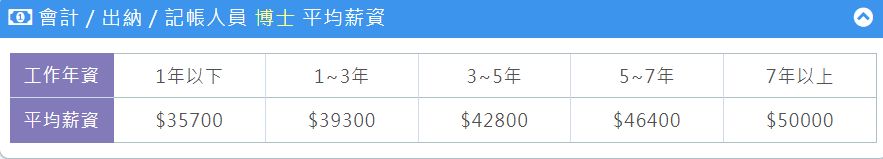 會計 / 出納 / 記帳人員 博士 平均薪資
工作年資 1年以下 1~3年 3~5年 5~7年 7年以上
平均薪資 $35700 $39300 $42800 $46400 $50000